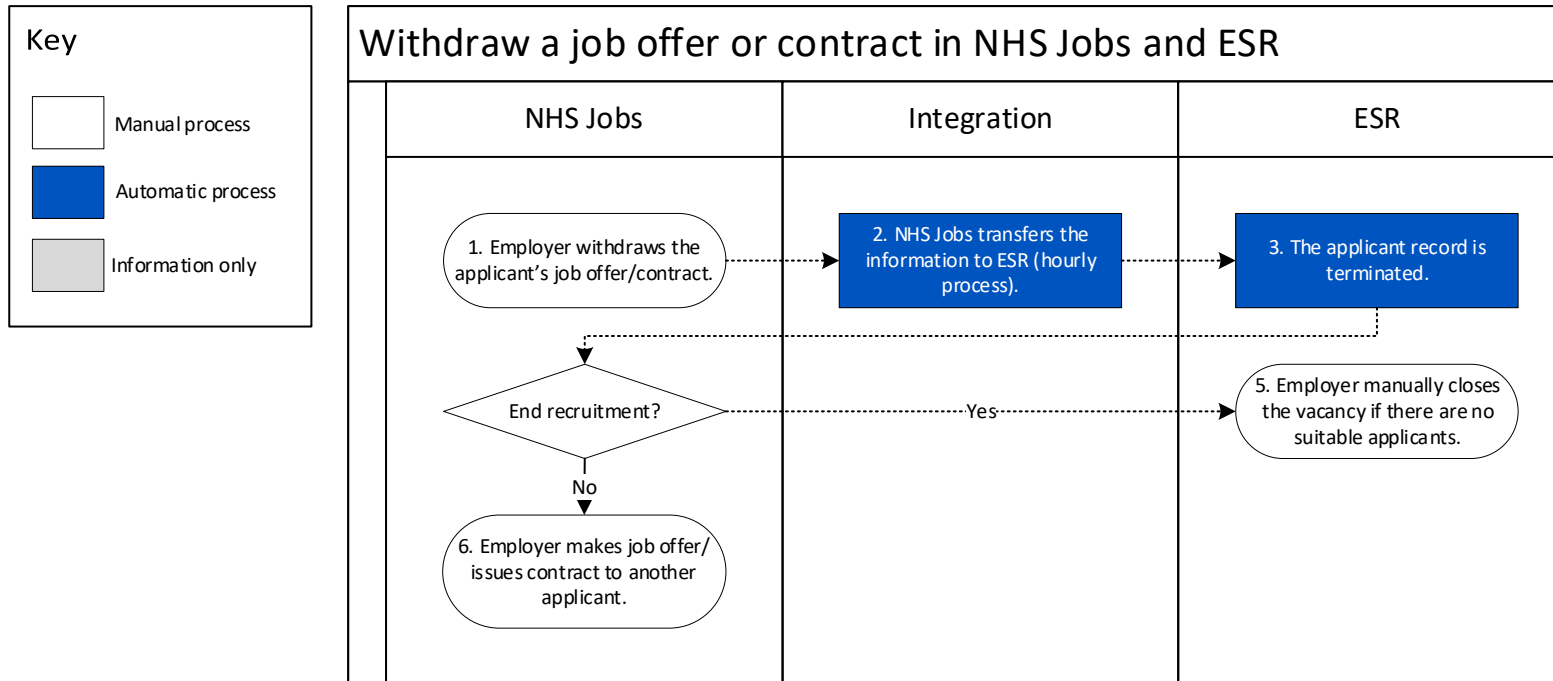 Key
Manual process
Automatic process
Information only
Withdraw a job offer or contract in NHS Jobs and ESR
NHS Jobs
Integration
ESR
1. Employer withdraws the
applicant’s job offer/contract.
2. NHS Jobs transfers the
information to ESR (hourly
process).
3. The applicant record is
terminated.
End recruitment?
Yes
5. Employer manually closes
the vacancy if there are no
suitable applicants.
No
6. Employer makes job offer/
issues contract to another
applicant.